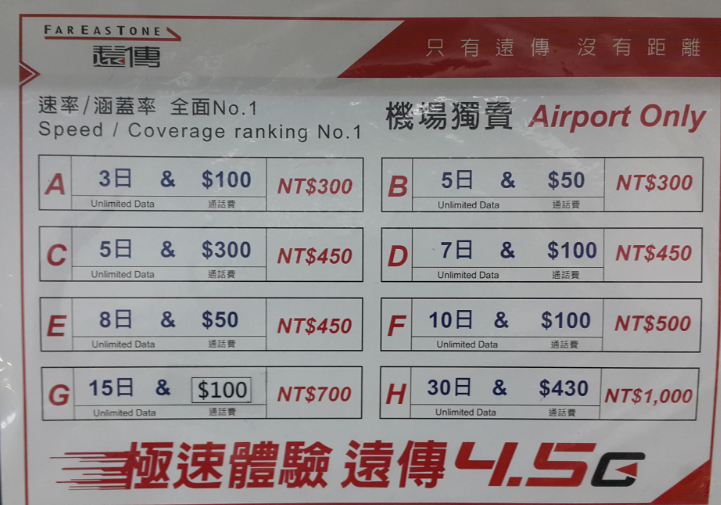 FAREASTONE
遠傳
只有遠傳 沒有距離
速率/涵蓋率 全面No.1
Speed / Coverage ranking No.1
機場獨賣 Airport Only
A 3日 & $100 NT$300
Unlimited Data 通話費
B 5日 & $50 NT$300
Unlimited Data 通話費
C 5日 & $300 NT$450
Unlimited Data 通話費
D 7日 & $100 NT$450
Unlimited Data 通話費
E 8日 & $50 NT$450
Unlimited Data 通話費
F 10日 & $100 NT$500
Unlimited Data 通話費
G 15日 & $100 NT$700
Unlimited Data 通話費
H 30日 & $430 NT$1,000
Unlimited Data 通話費
極速體驗 遠傳 4.5G